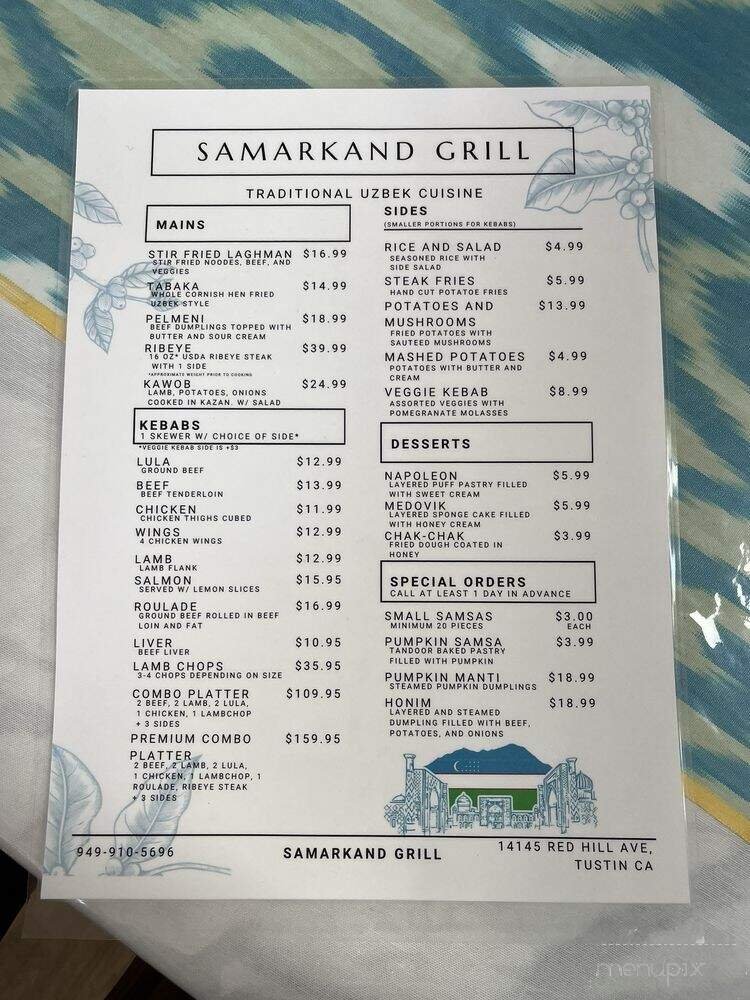 SAMARKAND GRILL
TRADITIONAL UZBEK CUISINE
MAINS
STIR FRIED LAGHMAN $16.99
STIR FRIED NOODES, BEEF, AND
VEGGIES
TABAKA $14.99
WHOLE CORNISH HEN FRIED
UZBEK STYLE
PELMENI $18.99
BEEF DUMPLINGS TOPPED WITH
BUTTER AND SOUR CREAM
RIBEYE $39.99
16 OZ* USDA RIBEYE STEAK
WITH 1 SIDE
*APPROXIMATE WEIGHT PRIOR TO COOKING
KAWOB $24.99
LAMB, POTATOES, ONIONS
COOKED IN KAZAN. W/ SALAD
KEBABS
1 SKEWER W/ CHOICE OF SIDE*
*VEGGIE KEBAB SIDE IS +$3
LULA $12.99
GROUND BEEF
BEEF $13.99
BEEF TENDERLOIN
CHICKEN $11.99
CHICKEN THIGHS CUBED
WINGS $12.99
4 CHICKEN WINGS
LAMB $12.99
LAMB FLANK
SALMON $15.95
SERVED W/ LEMON SLICES
ROULADE $16.99
GROUND BEEF ROLLED IN BEEF
LOIN AND FAT
LIVER $10.95
BEEF LIVER
LAMB CHOPS $35.95
3-4 CHOPS DEPENDING ON SIZE
COMBO PLATTER $109.95
2 BEEF, 2 LAMB, 2 LULA,
1 CHICKEN, 1 LAMBCHOP
+ 3 SIDES
PREMIUM COMBO $159.95
PLATTER
2 BEEF, 2 LAMB, 2 LULA,
1 CHICKEN, 1 LAMBCHOP, 1
ROULADE, RIBEYE STEAK
+ 3 SIDES
SIDES
(SMALLER PORTIONS FOR KEBABS)
RICE AND SALAD $4.99
SEASONED RICE WITH
SIDE SALAD
STEAK FRIES $5.99
HAND CUT POTATOE FRIES
POTATOES AND $13.99
MUSHROOMS
FRIED POTATOES WITH
SAUTEED MUSHROOMS
MASHED POTATOES $4.99
POTATOES WITH BUTTER AND
CREAM
VEGGIE KEBAB $8.99
ASSORTED VEGGIES WITH
POMEGRANATE MOLASSES
DESSERTS
NAPOLEON $5.99
LAYERED PUFF PASTRY FILLED
WITH SWEET CREAM
MEDOVIK $5.99
LAYERED SPONGE CAKE FILLED
WITH HONEY CREAM
CHAK-CHAK $3.99
FRIED DOUGH COATED IN
HONEY
SPECIAL ORDERS
CALL AT LEAST 1 DAY IN ADVANCE
SMALL SAMSAS $3.00
MINIMUM 20 PIECES EACH
PUMPKIN SAMSA $3.99
TANDOOR BAKED PASTRY
FILLED WITH PUMPKIN
PUMPKIN MANTI $18.99
STEAMED PUMPKIN DUMPLINGS
HONIM $18.99
LAYERED AND STEAMED
DUMPLING FILLED WITH BEEF,
POTATOES, AND ONIONS
949-910-5696 SAMARKAND GRILL 14145 RED HILL AVE,
TUSTIN CA
menupix